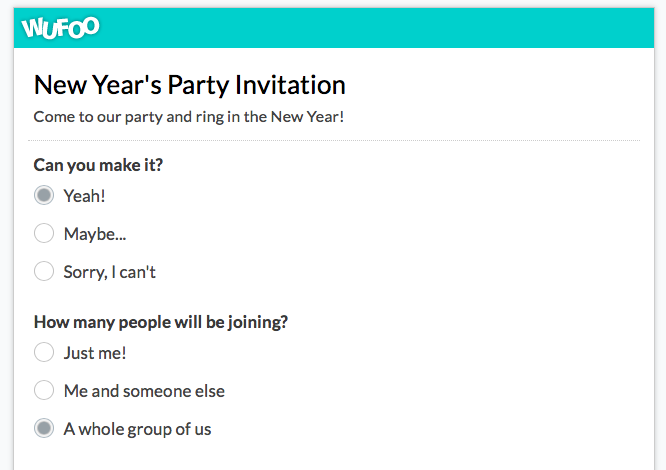 WUFOO
New Year's Party Invitation
Come to our party and ring in the New Year!
Can you make it?
Yeah!
Maybe...
Sorry, I can't
How many people will be joining?
Just me!
Me and someone else
A whole group of us